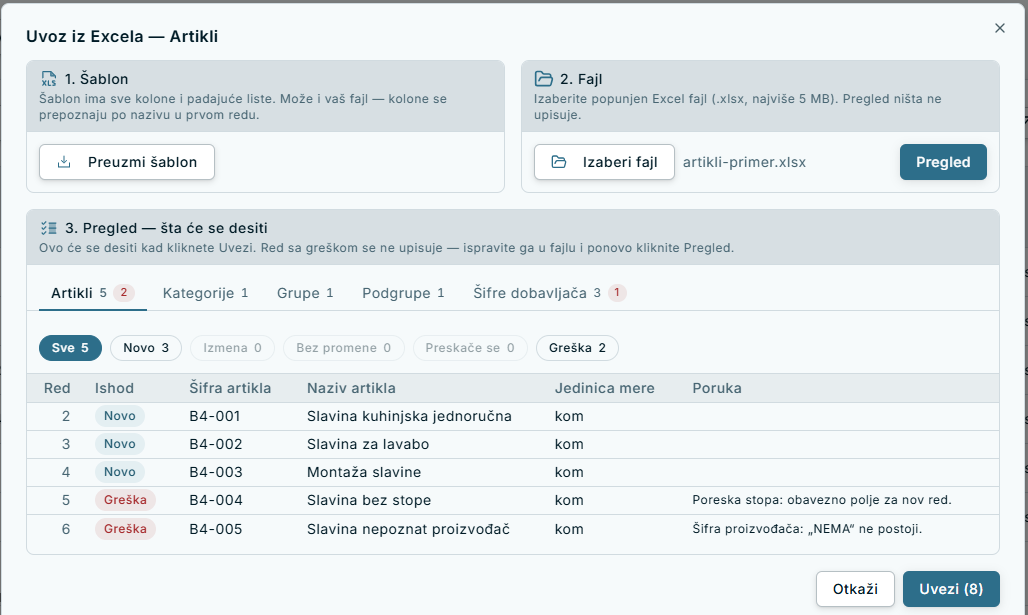 Uvoz iz Excela — Artikli
1. Šablon
Šablon ima sve kolone i padajuće liste. Može i vaš fajl — kolone se
prepoznaju po nazivu u prvom redu.
Preuzmi šablon
2. Fajl
Izaberite popunjen Excel fajl (.xlsx, najviše 5 MB). Pregled ništa ne
upisuje.
Izaberi fajl artikli-primer.xlsx Pregled
3. Pregled — šta će se desiti
Ovo će se desiti kad kliknete Uvezi. Red sa greškom se ne upisuje — ispravite ga u fajlu i ponovo kliknite Pregled.
Artikli 5 2 Kategorije 1 Grupe 1 Podgrupe 1 Šifre dobavljača 3 1
Sve 5 Novo 3 Izmena 0 Bez promene 0 Preskače se 0 Greška 2
Red Ishod Šifra artikla Naziv artikla Jedinica mere Poruka
2 Novo B4-001 Slavina kuhinjska jednoručna kom
3 Novo B4-002 Slavina za lavabo kom
4 Novo B4-003 Montaža slavine kom
5 Greška B4-004 Slavina bez stope kom Poreska stopa: obavezno polje za nov red.
6 Greška B4-005 Slavina nepoznat proizvođač kom Šifra proizvođača: „NEMA“ ne postoji.
Otkaži Uvezi (8)